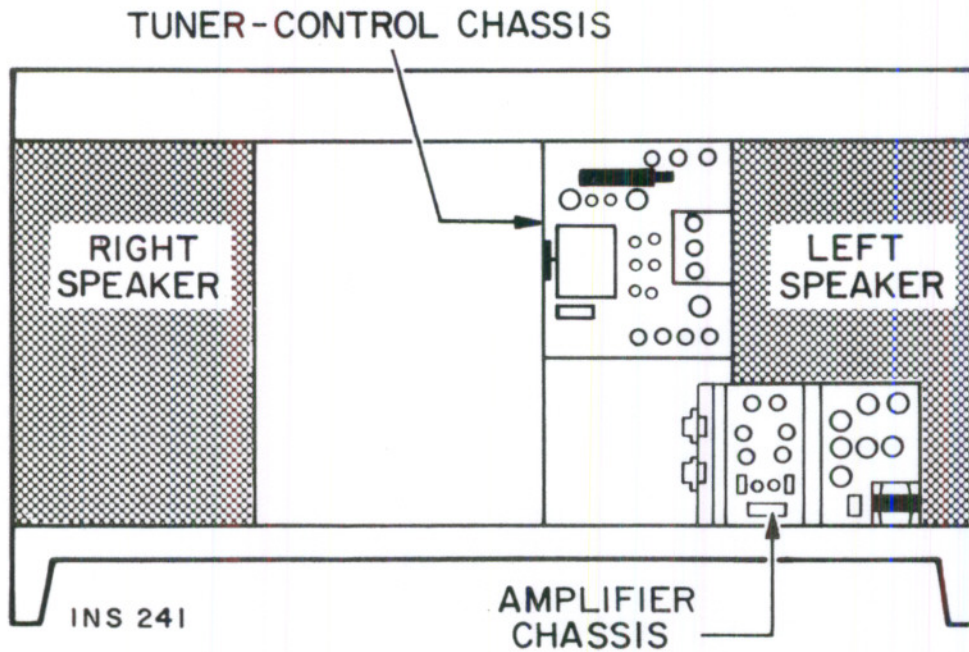 TUNER-CONTROL CHASSIS
RIGHT
SPEAKER
LEFT
SPEAKER
INS 241
AMPLIFIER
CHASSIS